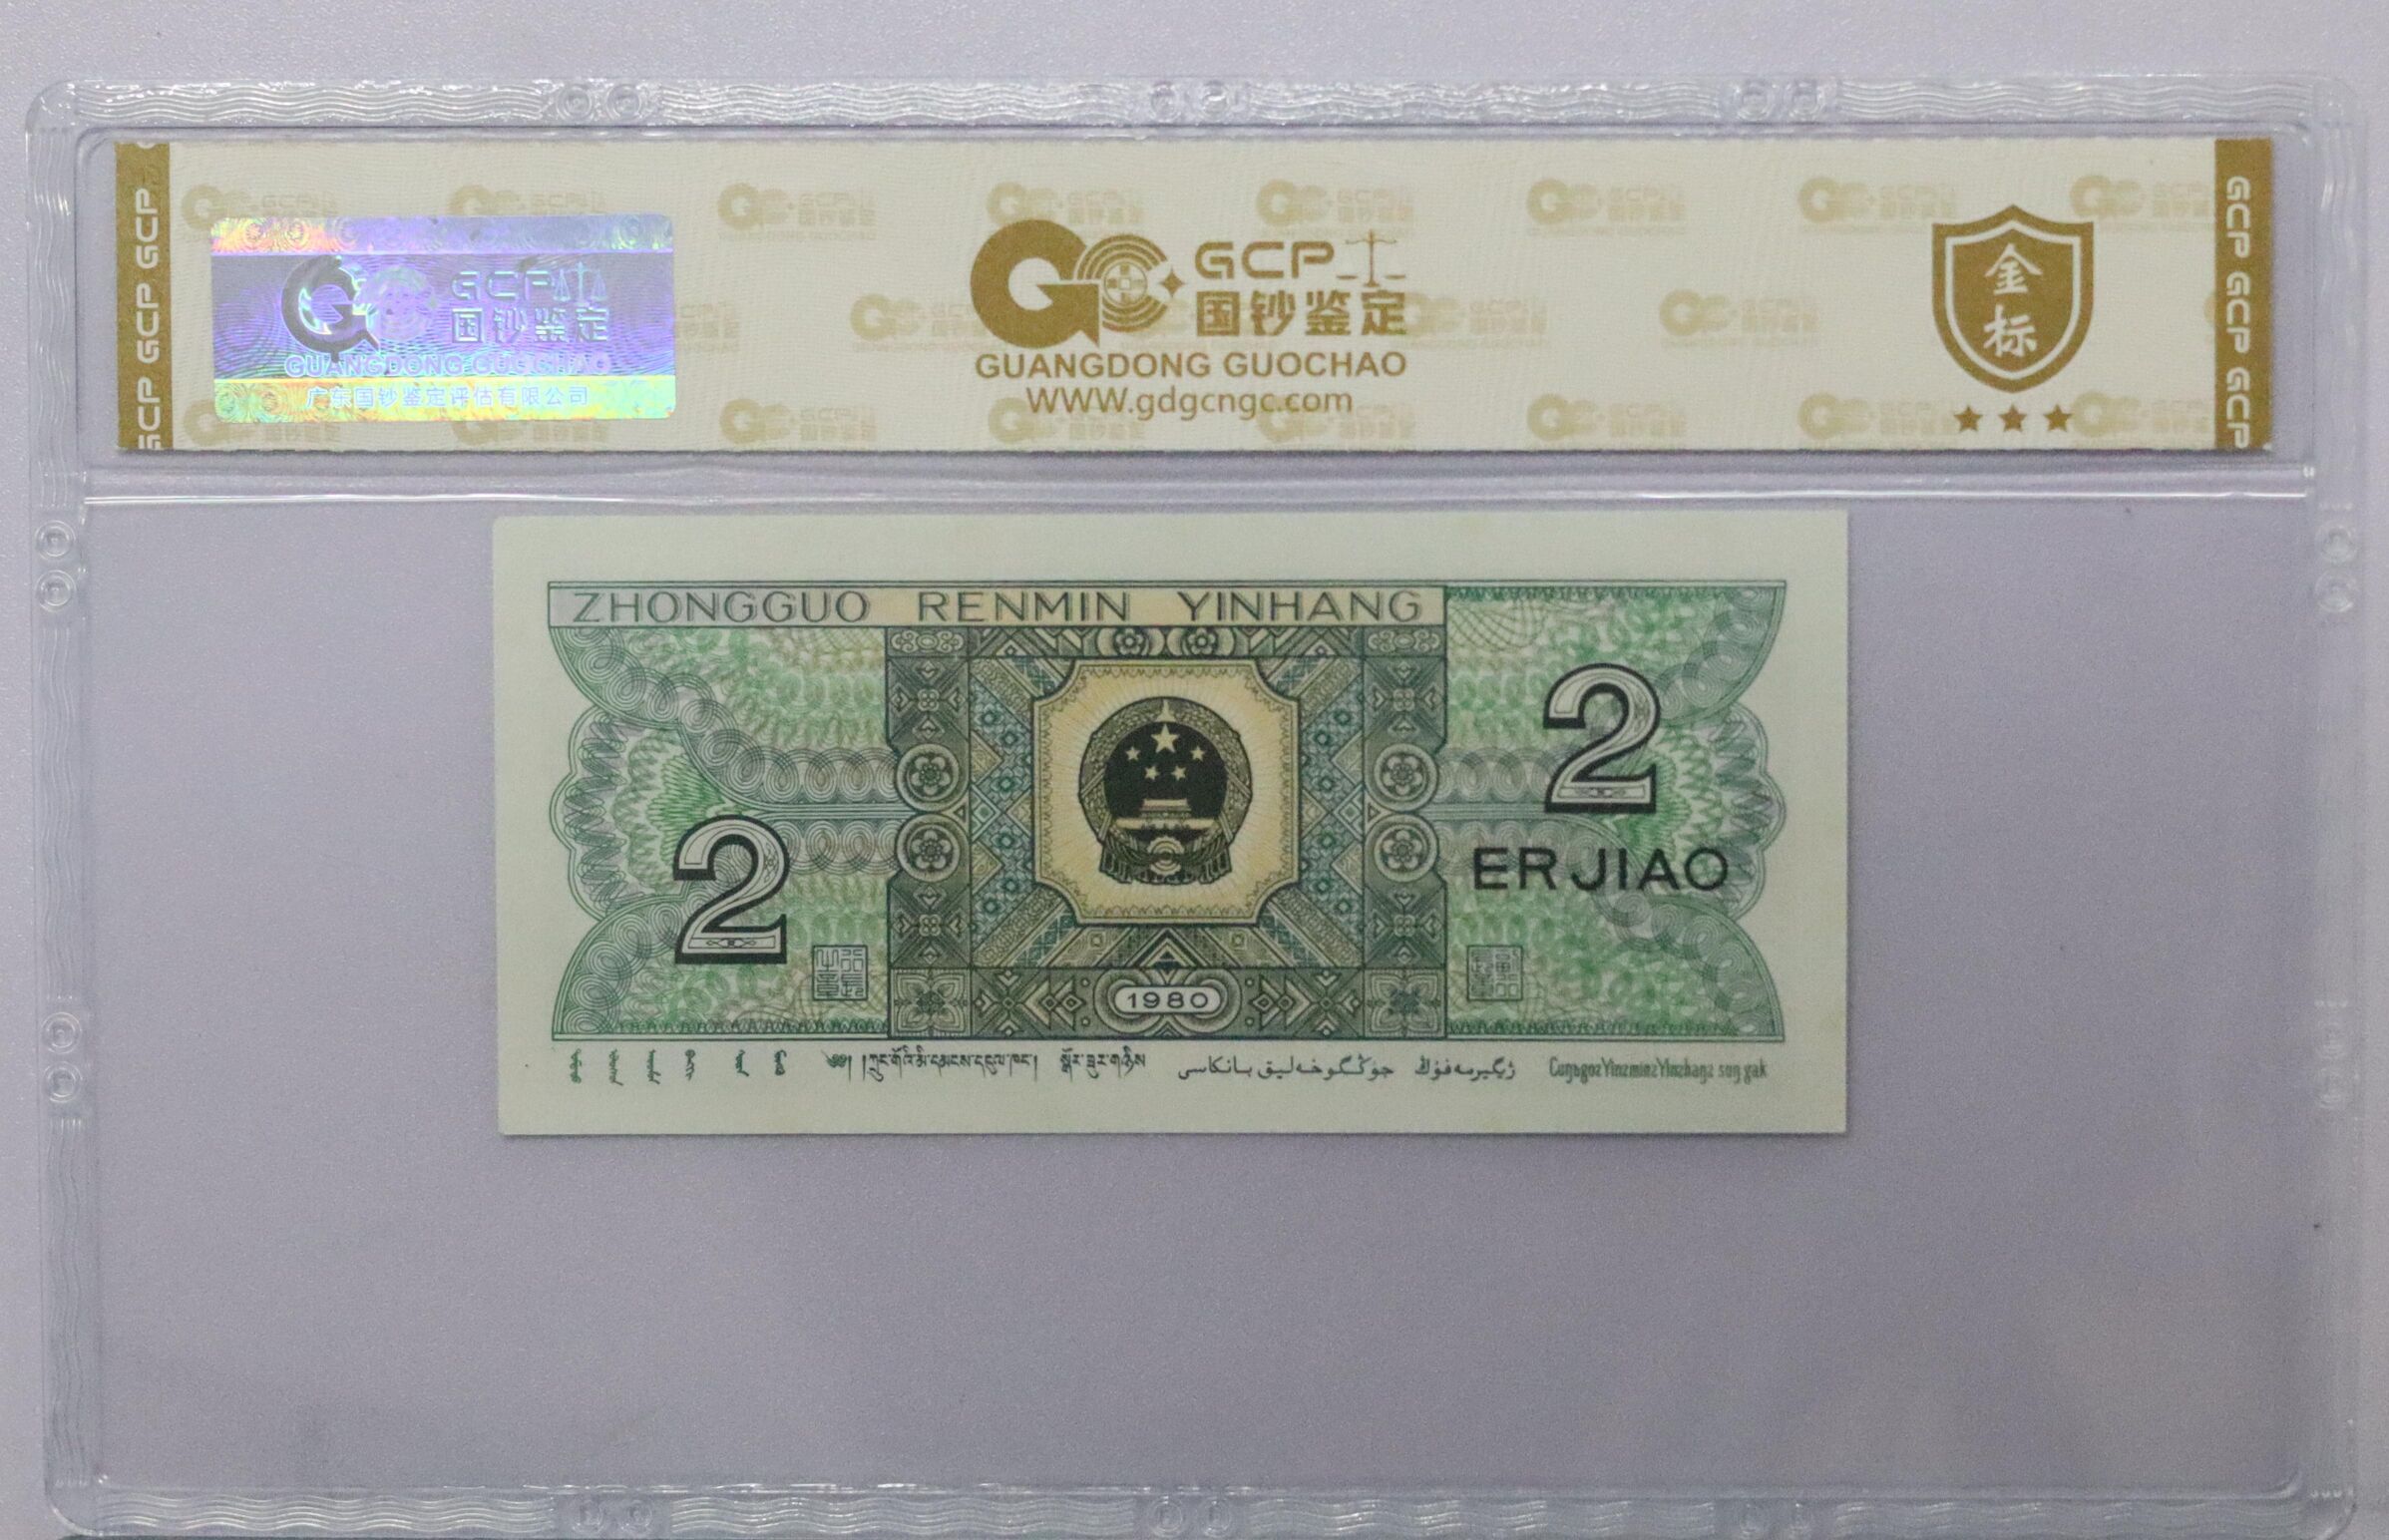 GCP GCP GCP
GCP
国钞鉴定
GUANGDONG GUOCHAO
广东国钞鉴定评估有限公司
GCP
国钞鉴定
GUANGDONG GUOCHAO
WWW.gdgcngc.com
金
标
GCP GCP GCP
ZHONGGUO RENMIN YINHANG
2
ERJIAO
2
1980